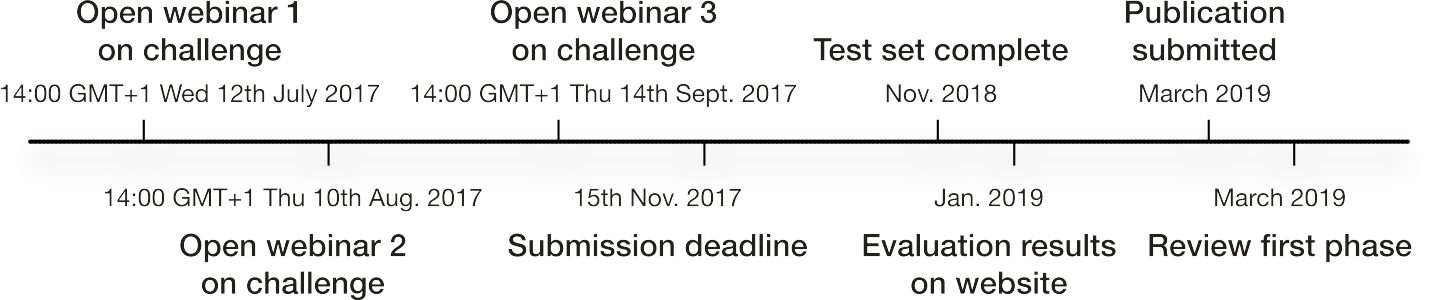 Open webinar 1
on challenge
14:00 GMT+1 Wed 12th July 2017
Open webinar 3
on challenge
14:00 GMT+1 Thu 14th Sept. 2017
Test set complete
Nov. 2018
Publication
submitted
March 2019
14:00 GMT+1 Thu 10th Aug. 2017
Open webinar 2
on challenge
15th Nov. 2017
Submission deadline
Jan. 2019
Evaluation results
on website
March 2019
Review first phase